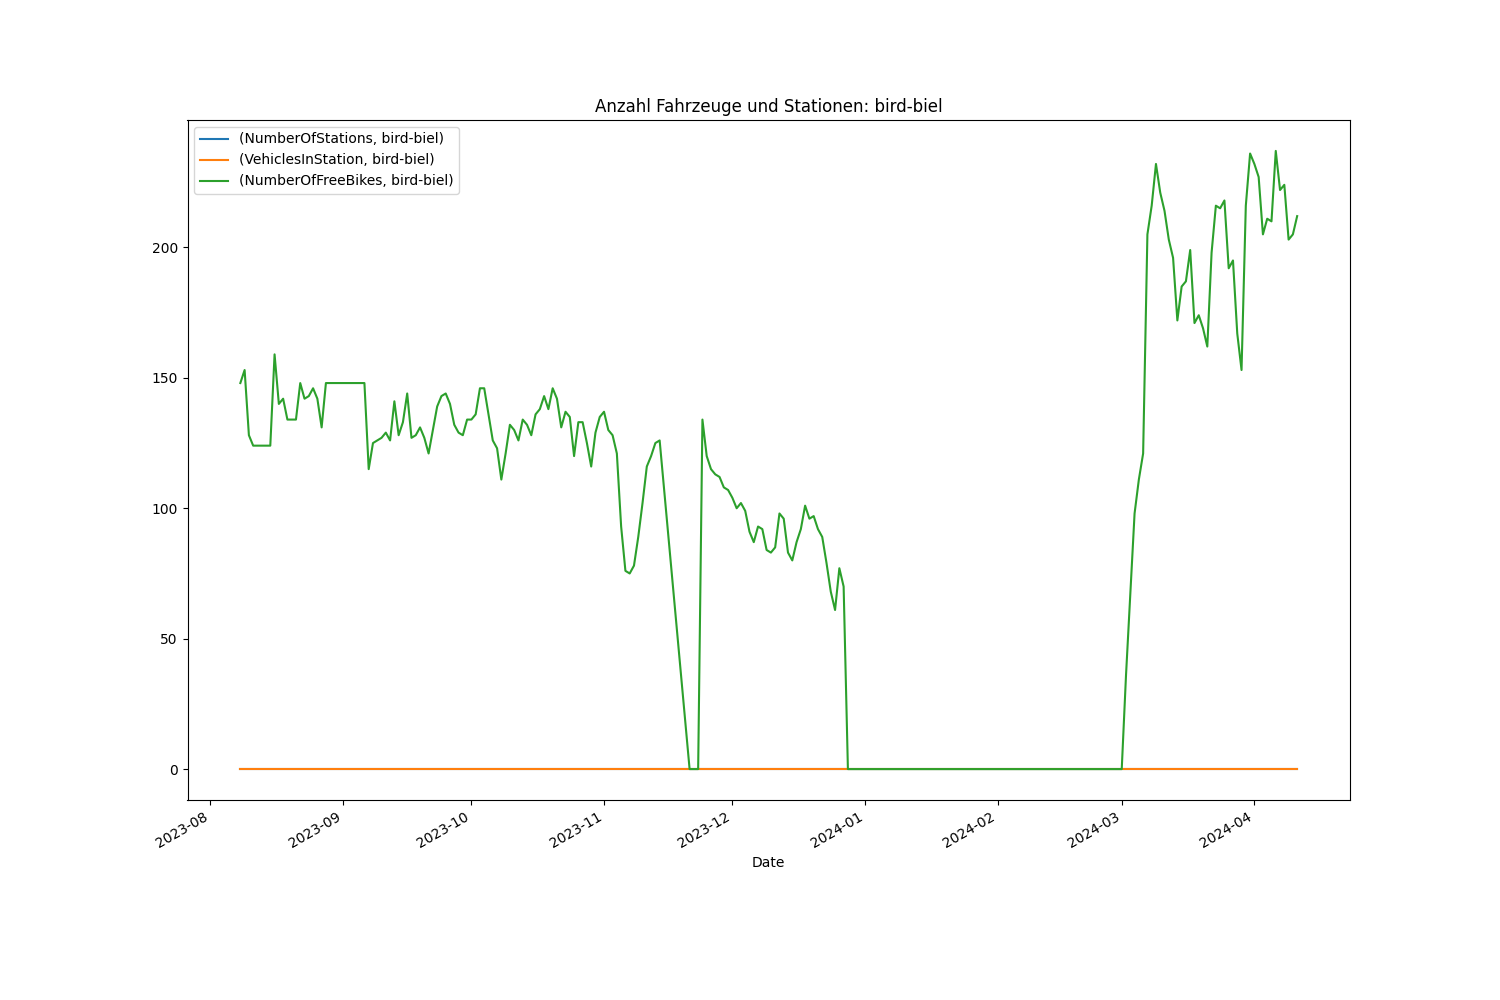 Anzahl Fahrzeuge und Stationen: bird-biel
(NumberOfStations, bird-biel)
(VehiclesInStation, bird-biel)
(NumberOfFreeBikes, bird-biel)
200
150
100
50
0
2023-08
2023-09
2023-10
2023-11
2023-12
2024-01
2024-02
2024-03
2024-04
Date